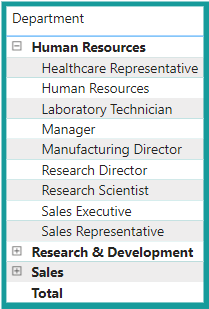 Department
Human Resources
Healthcare Representative
Human Resources
Laboratory Technician
Manager
Manufacturing Director
Research Director
Research Scientist
Sales Executive
Sales Representative
Research & Development
Sales
Total